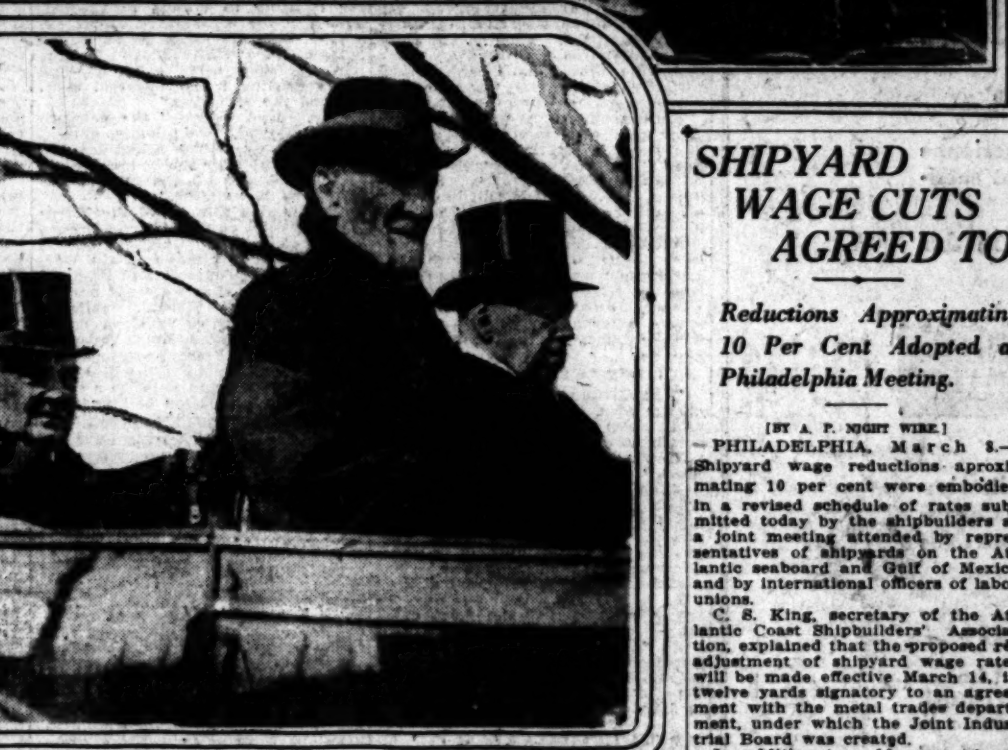 SHIPYARD
WAGE CUTS
AGREED TO
Reductions Approximatin
10 Per Cent Adopted a
Philadelphia Meeting.
[BY A. P. NIGHT WIRE]
PHILADELPHIA, March 8.—
Shipyard wage reductions aproxi
mating 10 per cent were embodie
in a revised schedule of rates sub
mitted today by the shipbuilders
a joint meeting attended by repre
sentatives of shipyards on the At
lantic seaboard and Gulf of Mexic
and by international officers of labo
unions.
C. S. King, secretary of the At
lantic Coast Shipbuilders' Associa
tion, explained that the proposed re
adjustment of shipyard wage rate
will be made effective March 14,
twelve yards signatory to an agree
ment with the metal trades depart
ment, under which the Joint Indus
trial Board was created.